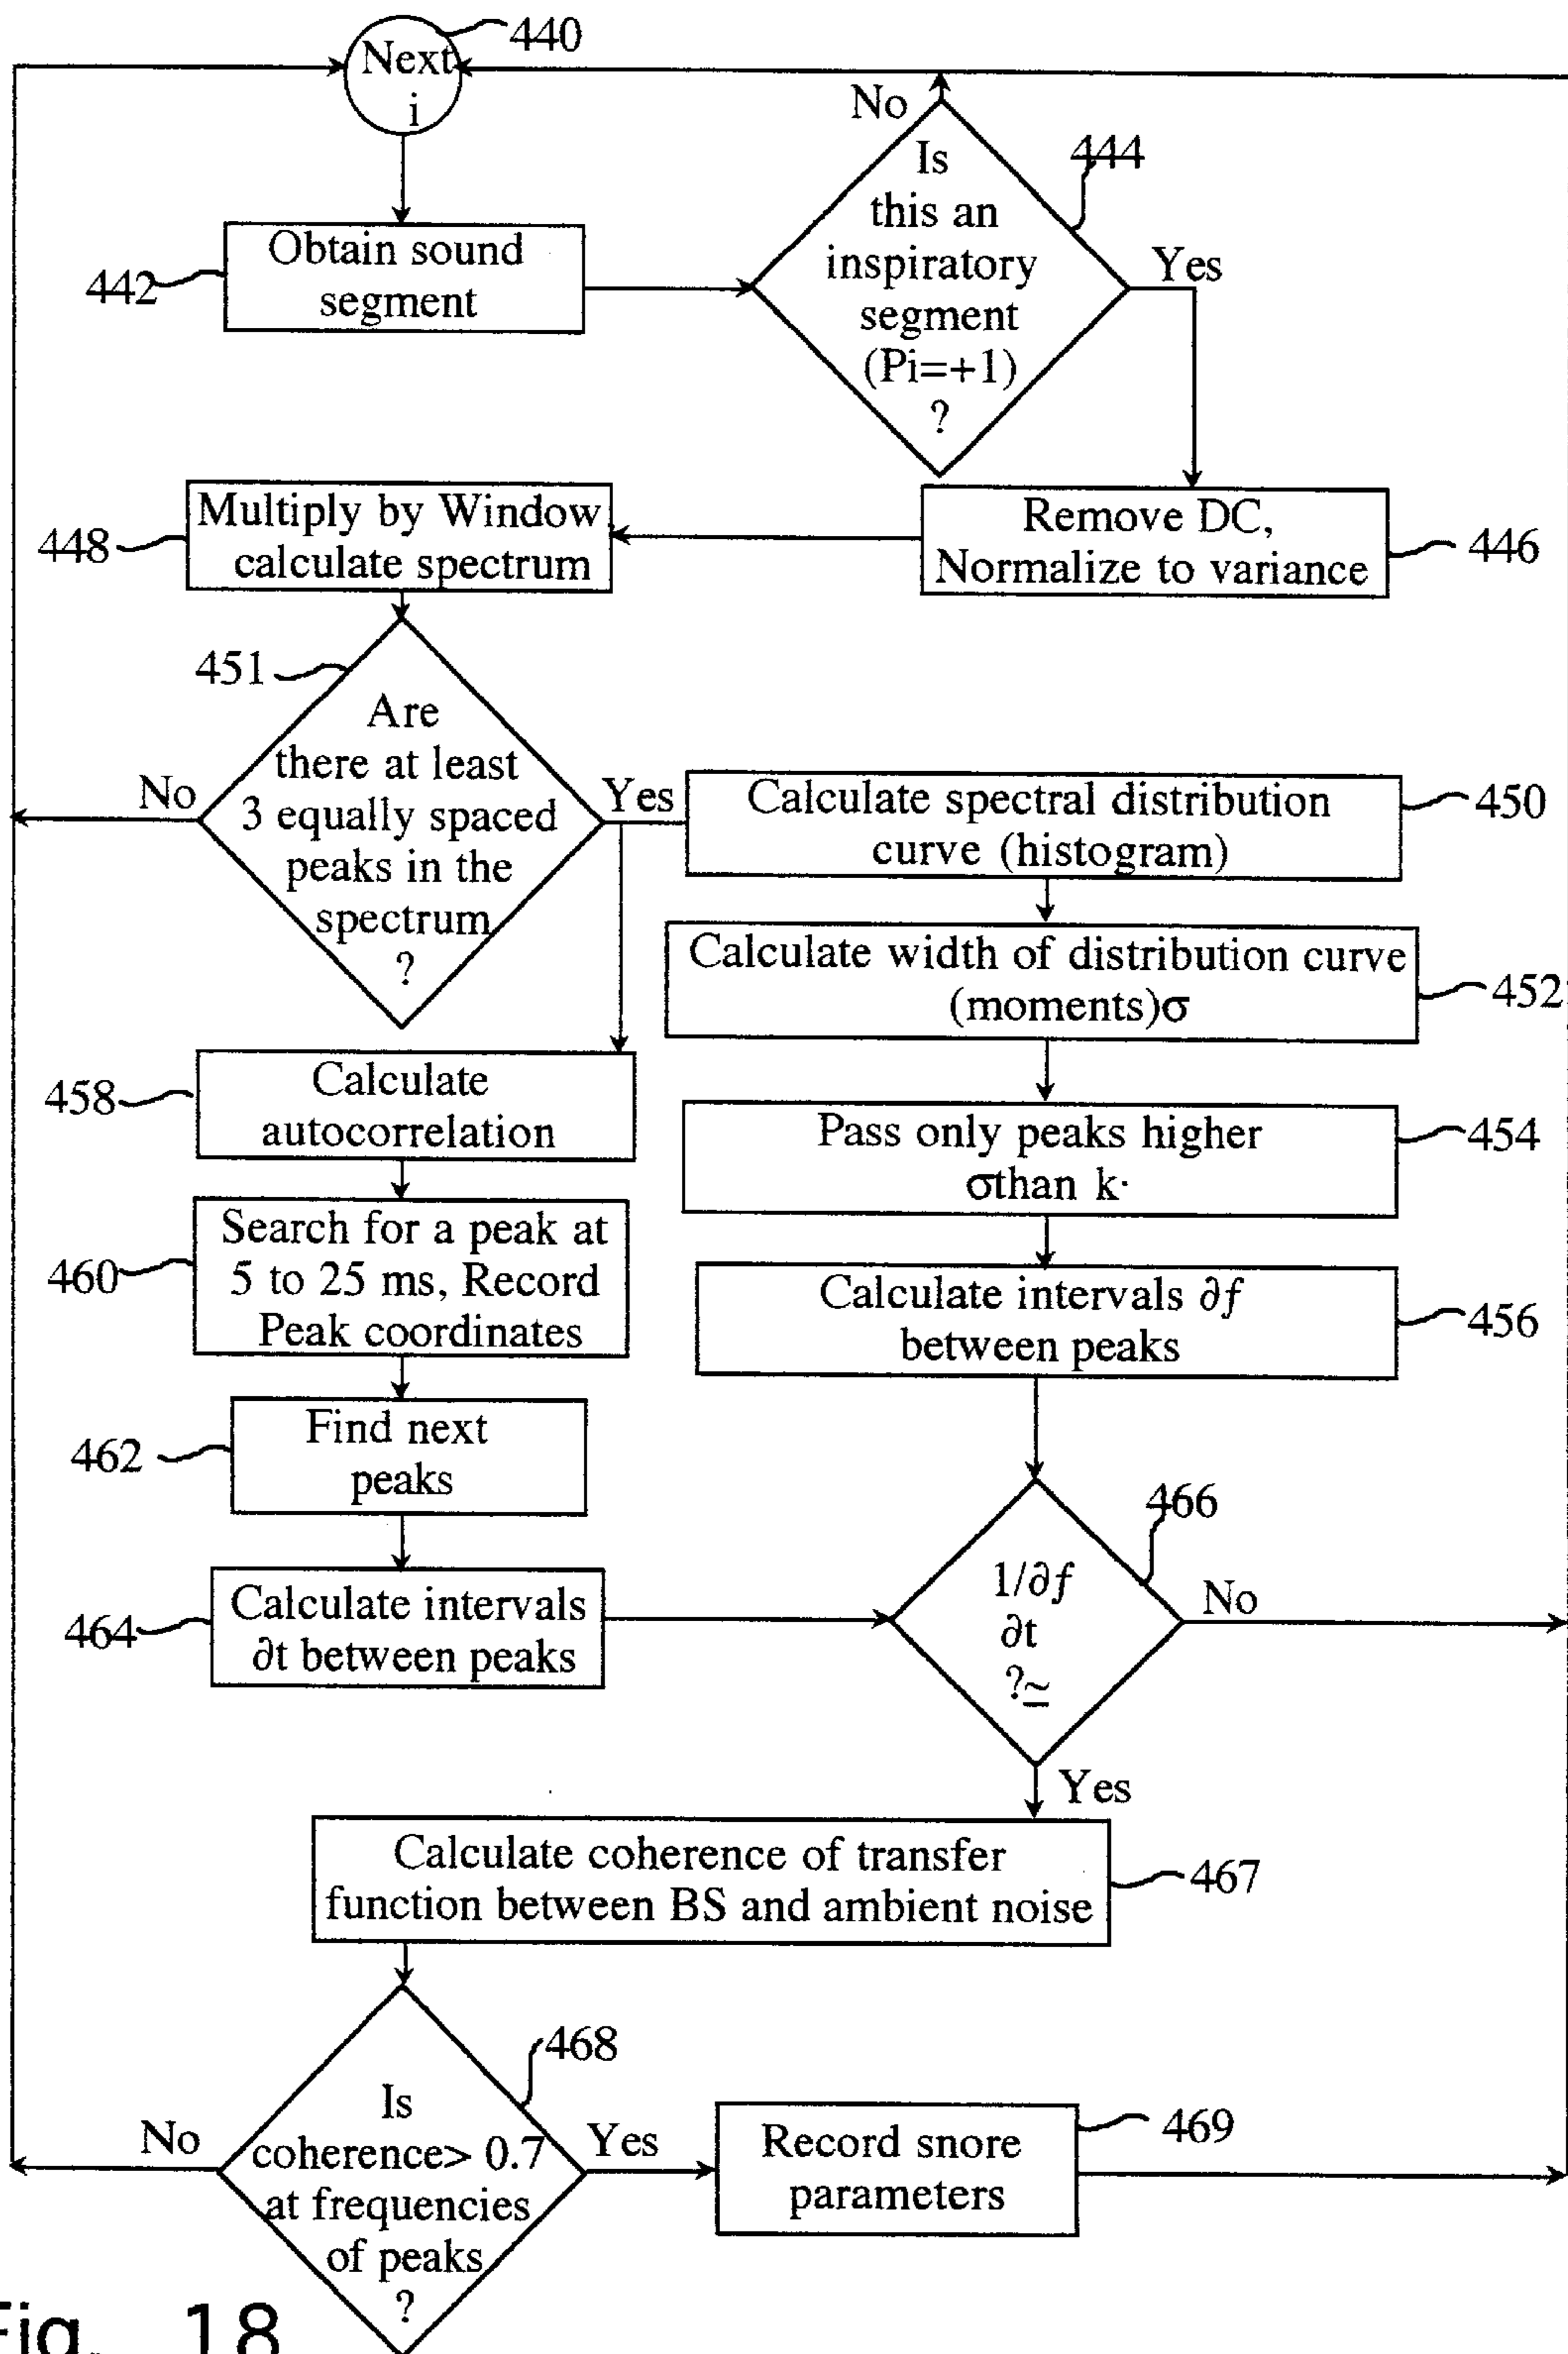 440
Next
i
No
Is
this an
inspiratory
segment
(Pi=+1)
?
444
Yes
442
Obtain sound
segment
448
Multiply by Window
calculate spectrum
Remove DC,
Normalize to variance
446
451
Are
there at least
3 equally spaced
peaks in the
spectrum
?
No
Yes
Calculate spectral distribution
curve (histogram)
450
Calculate width of distribution curve
(moments)σ
452
458
Calculate
autocorrelation
Pass only peaks higher
σthan k·
454
460
Search for a peak at
5 to 25 ms, Record
Peak coordinates
Calculate intervals ∂f
between peaks
456
462
Find next
peaks
464
Calculate intervals
∂t between peaks
466
1/∂f
∂t
?≃
No
Yes
Calculate coherence of transfer
function between BS and ambient noise
467
468
Is
coherence> 0.7
at frequencies
of peaks
?
No
Yes
Record snore
parameters
469
Fig. 18